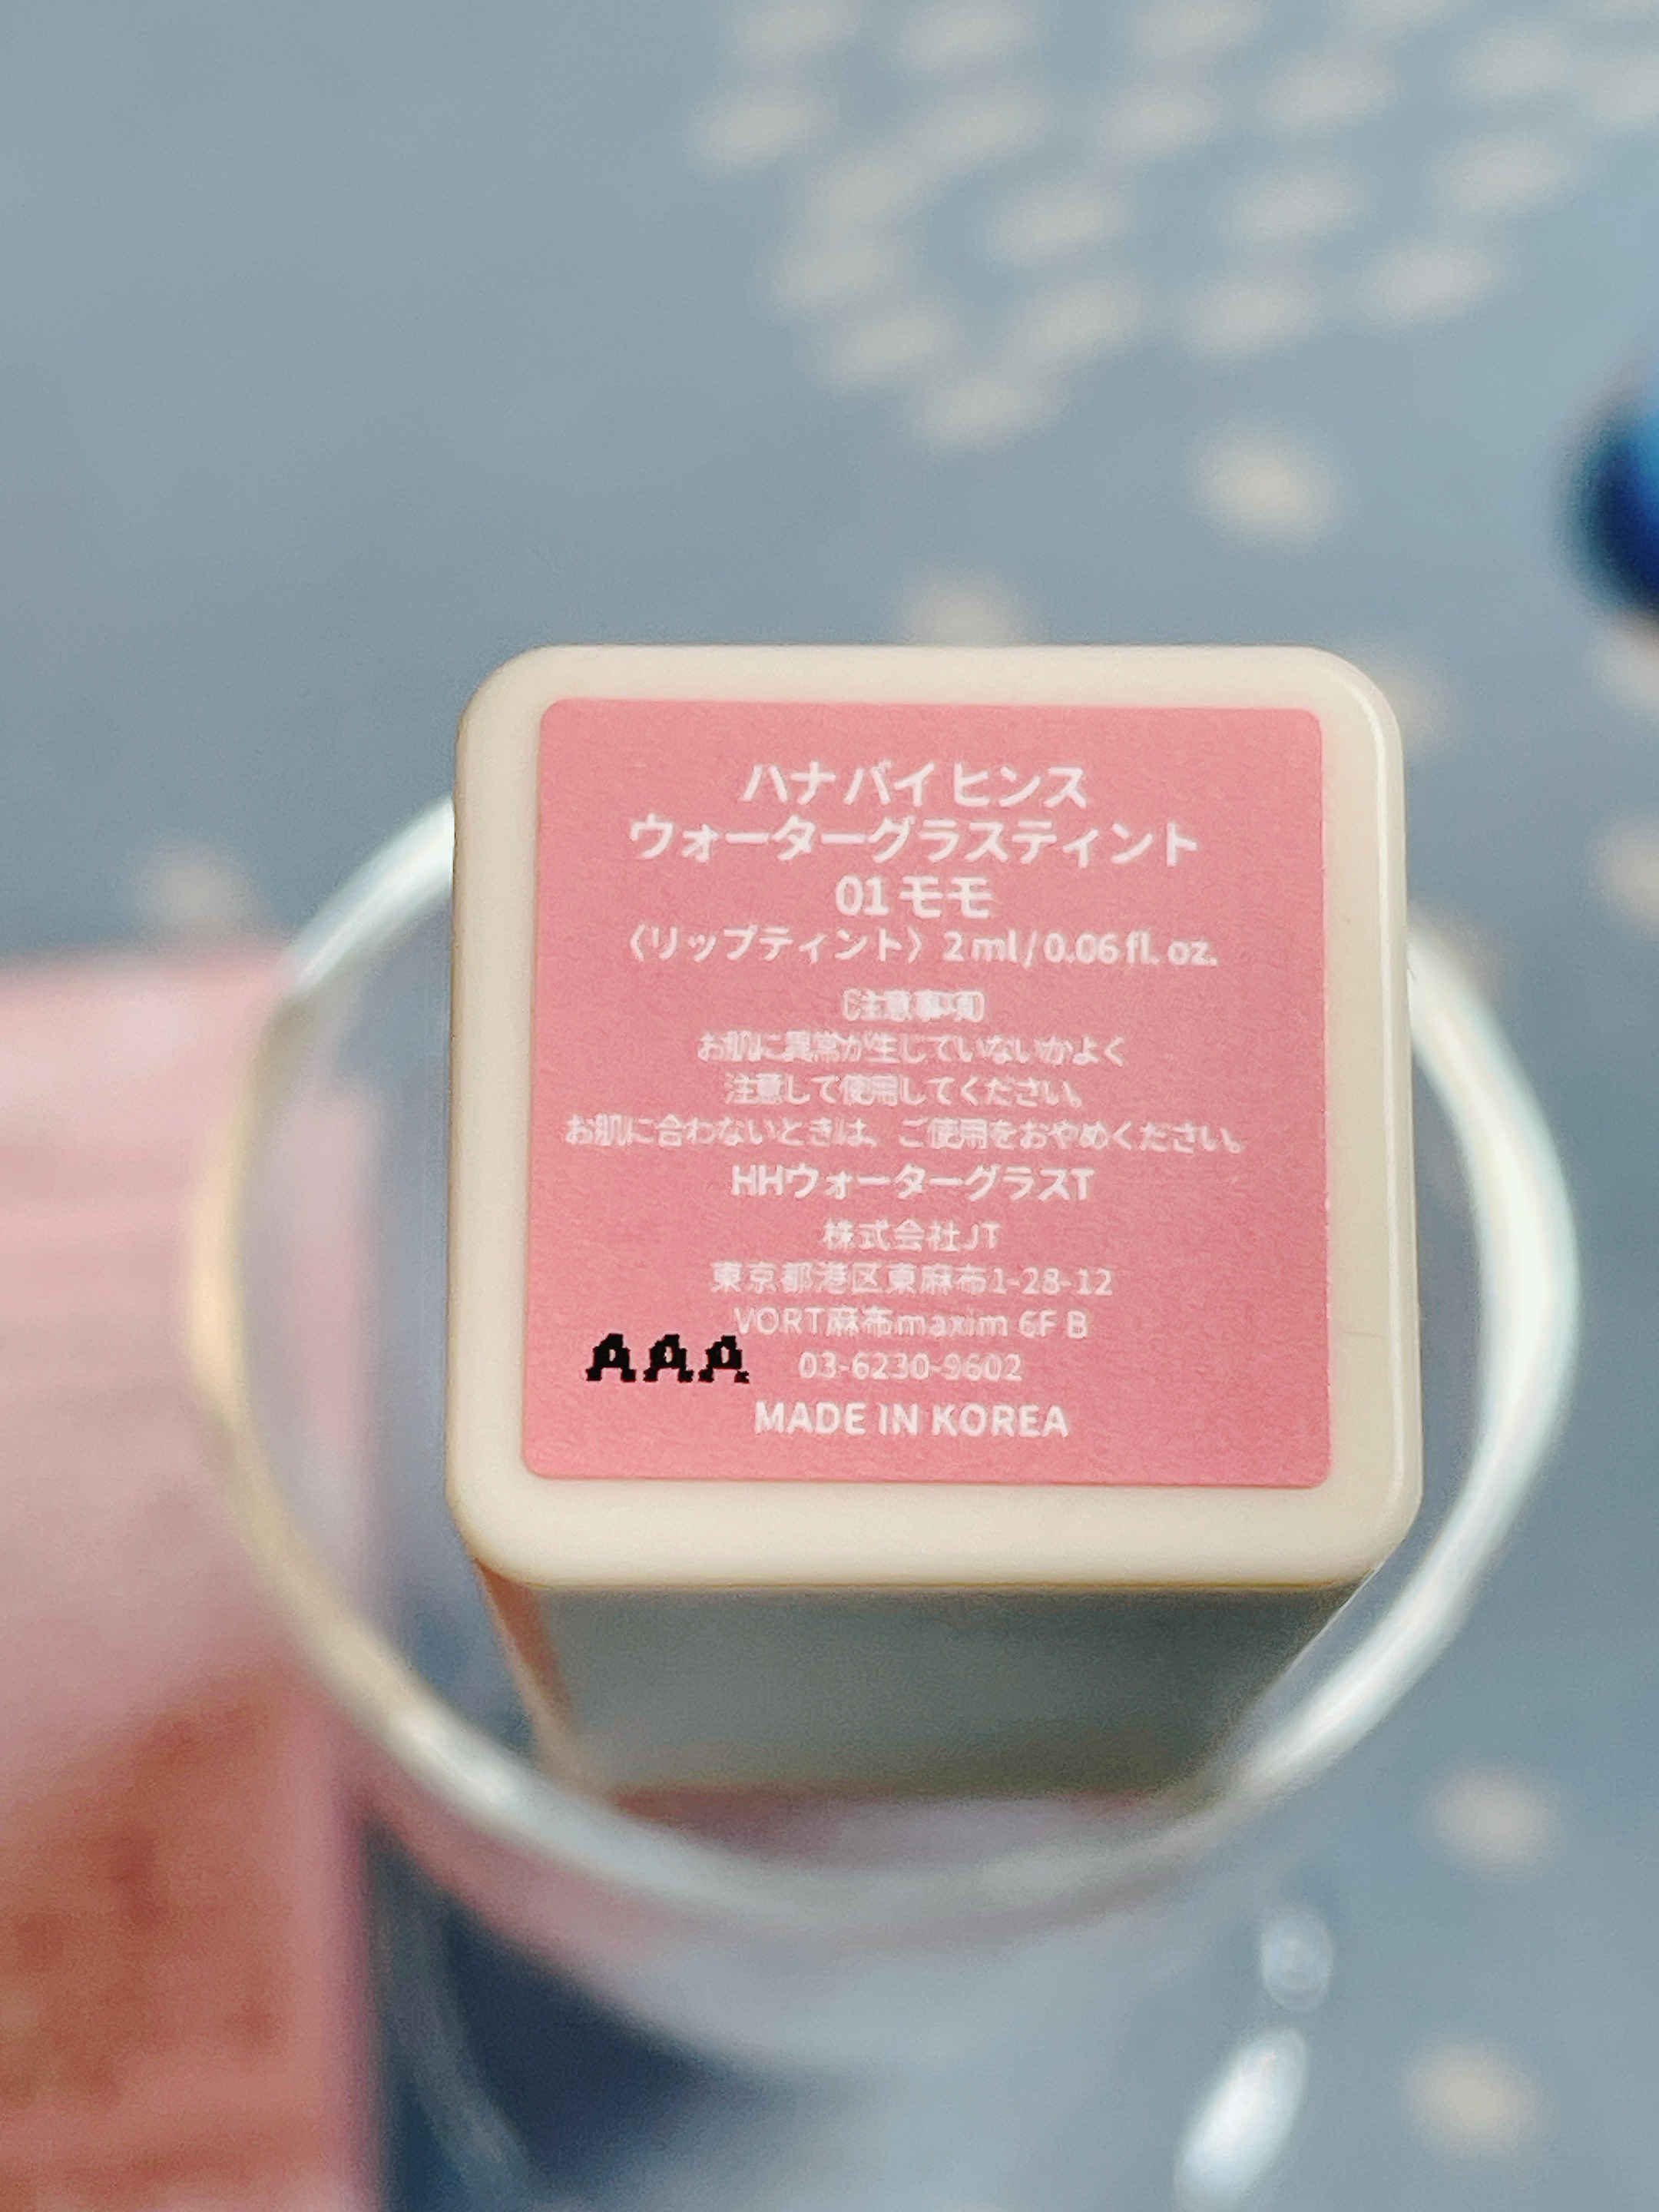 ハナ バイ ヒンス
ウォーターグラスティント
01 モモ
〈リップティント〉 2 ml / 0.06 fl. oz.
〔注意事項〕
お肌に異常が生じていないかよく
注意して使用してください。
お肌に合わないときは、ご使用をおやめください。
HHウォーターグラスT
株式会社JT
東京都港区東麻布1-28-12
VORT麻布maxim 6F B
03-6230-9602
AAA
MADE IN KOREA